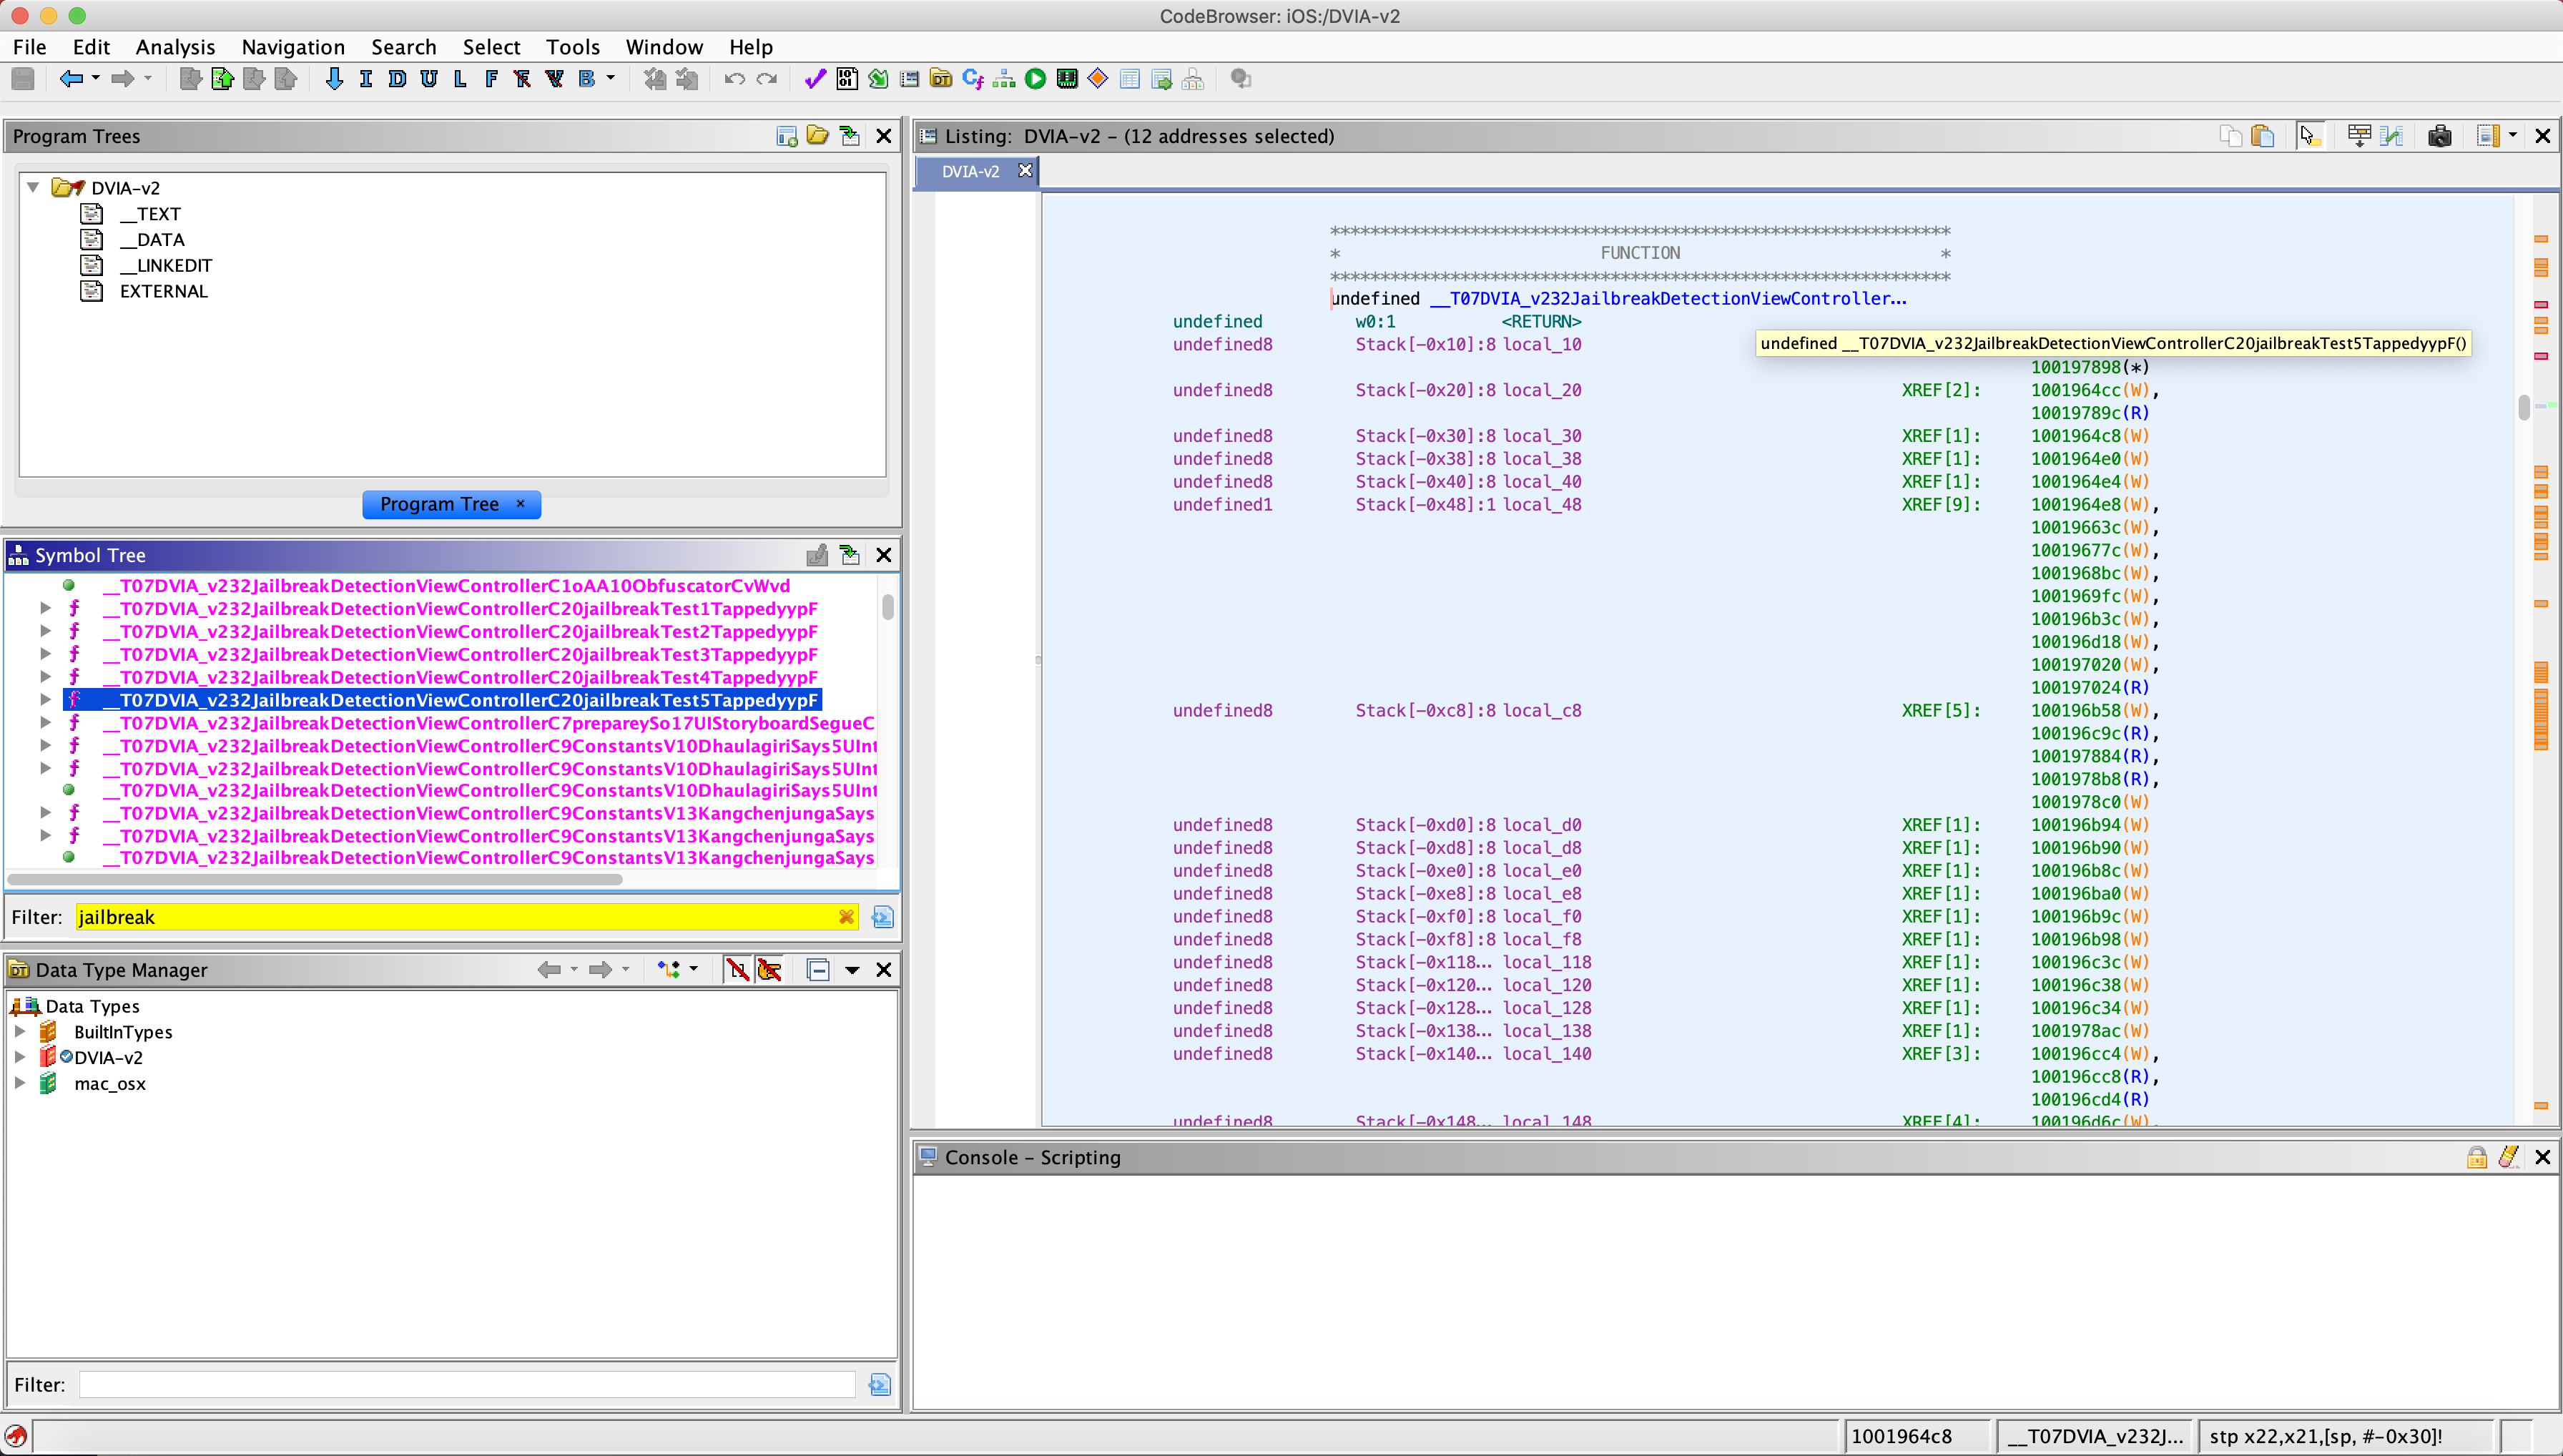 CodeBrowser: iOS:/DVIA-v2
File Edit Analysis Navigation Search Select Tools Window Help
I D U L F B
Program Trees
DVIA-v2
__TEXT
__DATA
__LINKEDIT
EXTERNAL
Program Tree ×
Symbol Tree
__T07DVIA_v232JailbreakDetectionViewControllerC1oAA10ObfuscatorCvWvd
__T07DVIA_v232JailbreakDetectionViewControllerC20jailbreakTest1TappedyypF
__T07DVIA_v232JailbreakDetectionViewControllerC20jailbreakTest2TappedyypF
__T07DVIA_v232JailbreakDetectionViewControllerC20jailbreakTest3TappedyypF
__T07DVIA_v232JailbreakDetectionViewControllerC20jailbreakTest4TappedyypF
__T07DVIA_v232JailbreakDetectionViewControllerC20jailbreakTest5TappedyypF
__T07DVIA_v232JailbreakDetectionViewControllerC7prepareySo17UIStoryboardSegueC
__T07DVIA_v232JailbreakDetectionViewControllerC9ConstantsV10DhaulagiriSays5UInt
__T07DVIA_v232JailbreakDetectionViewControllerC9ConstantsV10DhaulagiriSays5UInt
__T07DVIA_v232JailbreakDetectionViewControllerC9ConstantsV10DhaulagiriSays5UInt
__T07DVIA_v232JailbreakDetectionViewControllerC9ConstantsV13KangchenjungaSays
__T07DVIA_v232JailbreakDetectionViewControllerC9ConstantsV13KangchenjungaSays
__T07DVIA_v232JailbreakDetectionViewControllerC9ConstantsV13KangchenjungaSays
Filter: jailbreak
Data Type Manager
Data Types
BuiltInTypes
DVIA-v2
mac_osx
Filter:
Listing: DVIA-v2 - (12 addresses selected)
DVIA-v2
**************************************************************
* FUNCTION *
**************************************************************
undefined __T07DVIA_v232JailbreakDetectionViewController...
undefined w0:1 <RETURN>
undefined8 Stack[-0x10]:8 local_10
undefined __T07DVIA_v232JailbreakDetectionViewControllerC20jailbreakTest5TappedyypF()
100197898(*)
undefined8 Stack[-0x20]:8 local_20 XREF[2]: 1001964cc(W),
10019789c(R)
undefined8 Stack[-0x30]:8 local_30 XREF[1]: 1001964c8(W)
undefined8 Stack[-0x38]:8 local_38 XREF[1]: 1001964e0(W)
undefined8 Stack[-0x40]:8 local_40 XREF[1]: 1001964e4(W)
undefined1 Stack[-0x48]:1 local_48 XREF[9]: 1001964e8(W),
10019663c(W),
10019677c(W),
1001968bc(W),
1001969fc(W),
100196b3c(W),
100196d18(W),
100197020(W),
100197024(R)
undefined8 Stack[-0xc8]:8 local_c8 XREF[5]: 100196b58(W),
100196c9c(R),
100197884(R),
1001978b8(R),
1001978c0(W)
undefined8 Stack[-0xd0]:8 local_d0 XREF[1]: 100196b94(W)
undefined8 Stack[-0xd8]:8 local_d8 XREF[1]: 100196b90(W)
undefined8 Stack[-0xe0]:8 local_e0 XREF[1]: 100196b8c(W)
undefined8 Stack[-0xe8]:8 local_e8 XREF[1]: 100196ba0(W)
undefined8 Stack[-0xf0]:8 local_f0 XREF[1]: 100196b9c(W)
undefined8 Stack[-0xf8]:8 local_f8 XREF[1]: 100196b98(W)
undefined8 Stack[-0x118... local_118 XREF[1]: 100196c3c(W)
undefined8 Stack[-0x120... local_120 XREF[1]: 100196c38(W)
undefined8 Stack[-0x128... local_128 XREF[1]: 100196c34(W)
undefined8 Stack[-0x138... local_138 XREF[1]: 1001978ac(W)
undefined8 Stack[-0x140... local_140 XREF[3]: 100196cc4(W),
100196cc8(R),
100196cd4(R)
undefined8 Stack[-0x148... local_148 XREF[4]: 100196d6c(W),
Console - Scripting
1001964c8 __T07DVIA_v232J... stp x22,x21,[sp, #-0x30]!